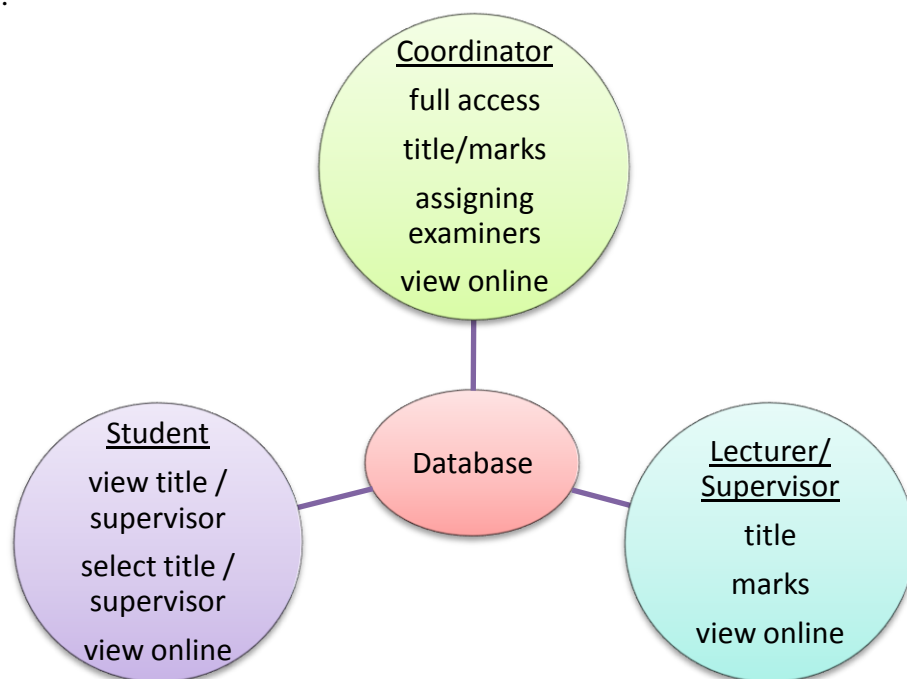 .
Coordinator
full access
title/marks
assigning
examiners
view online
Database
Student
view title /
supervisor
select title /
supervisor
view online
Lecturer/
Supervisor
title
marks
view online